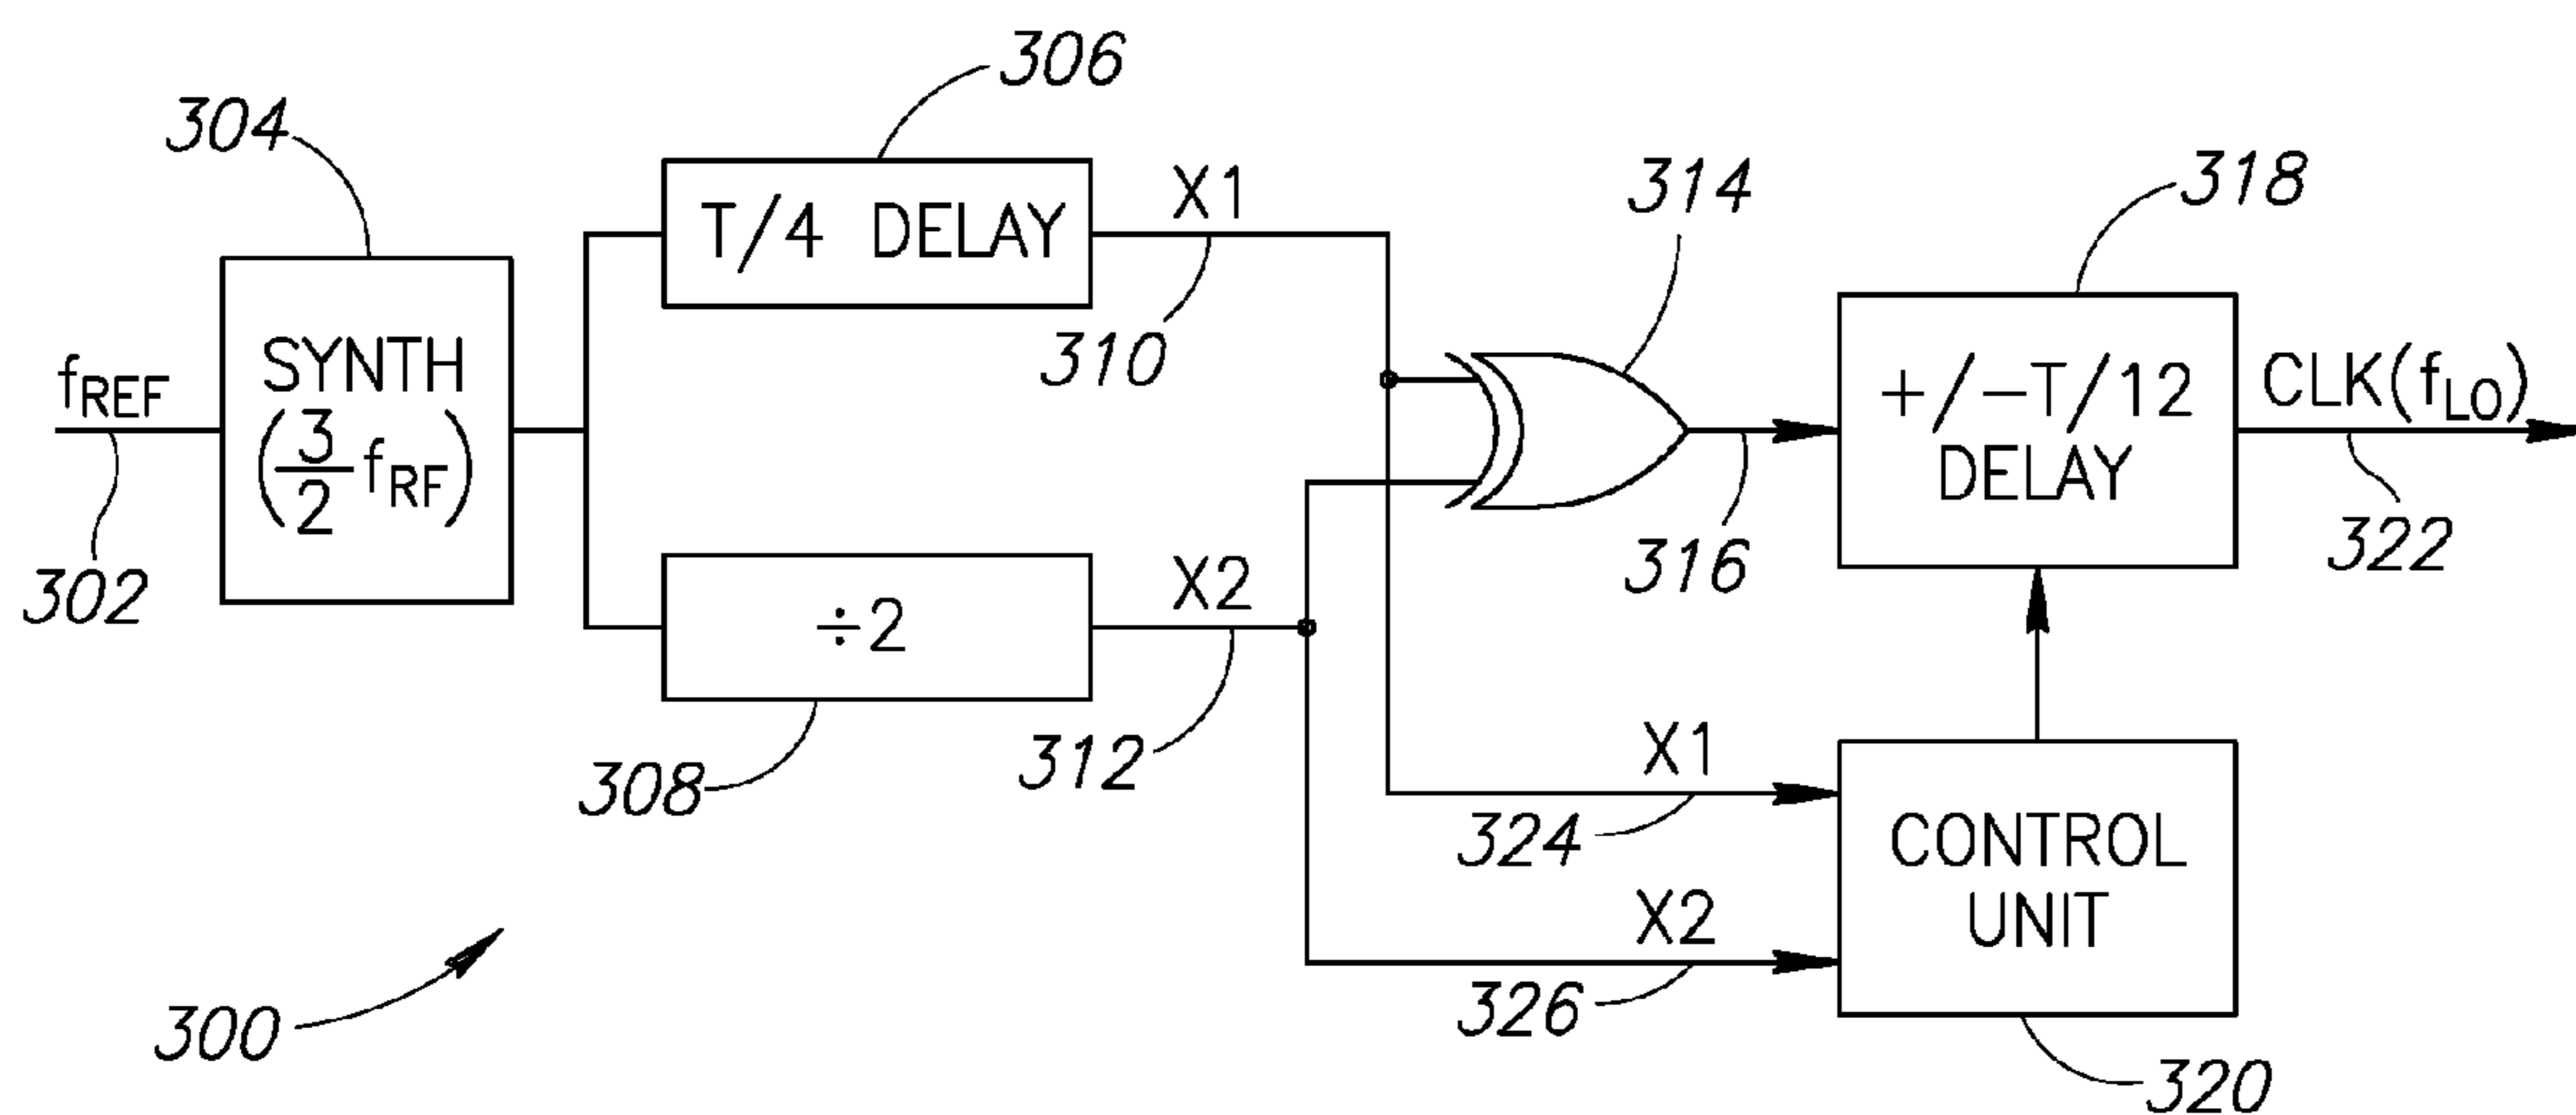 306
304
318
314
T/4 DELAY
X1
SYNTH
(3/2 fRF)
fREF
310
+/-T/12
DELAY
CLK(fLO)
302
÷2
X2
316
322
308
312
X1
324
CONTROL
UNIT
X2
326
300
320